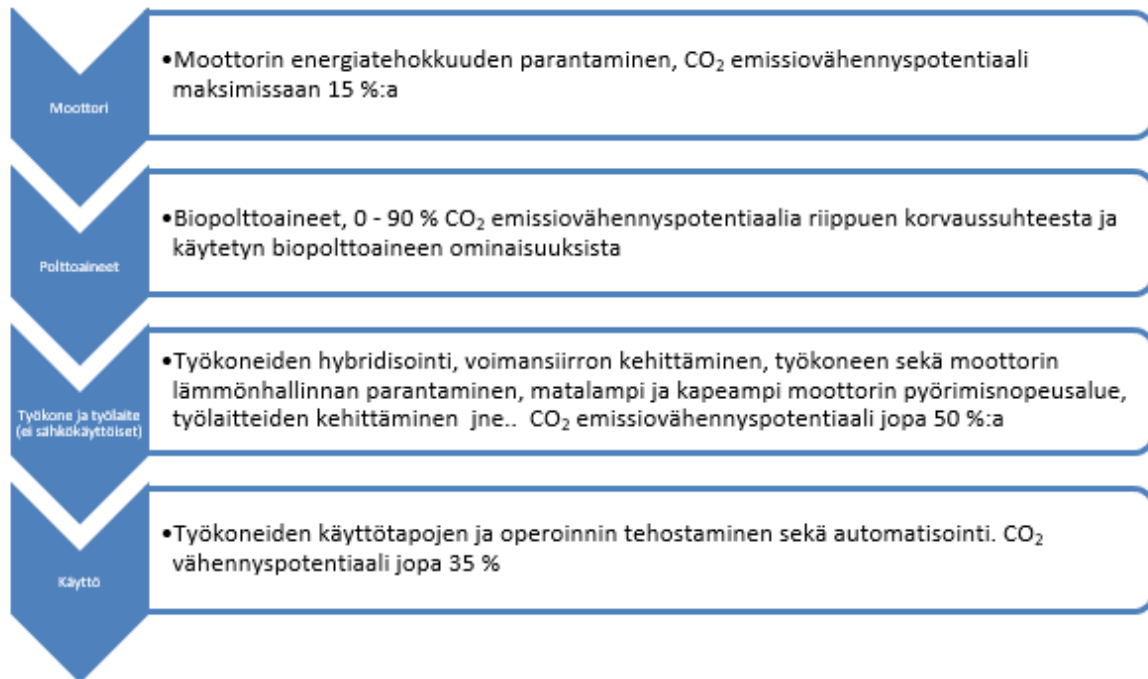 Moottori
•Moottorin energiatehokkuuden parantaminen, CO₂ emissiovähennyspotentiaali
maksimissaan 15 %:a
Polttoaineet
•Biopolttoaineet, 0 - 90 % CO₂ emissiovähennyspotentiaalia riippuen korvaussuhteesta ja
käytetyn biopolttoaineen ominaisuuksista
Työkone ja työlaite
(ei sähkökäyttöiset)
•Työkoneiden hybridisointi, voimansiirron kehittäminen, työkoneen sekä moottorin
lämmönhallinnan parantaminen, matalampi ja kapeampi moottorin pyörimisnopeusalue,
työlaitteiden kehittäminen jne.. CO₂ emissiovähennyspotentiaali jopa 50 %:a
Käyttö
•Työkoneiden käyttötapojen ja operoinnin tehostaminen sekä automatisointi. CO₂
vähennyspotentiaali jopa 35 %